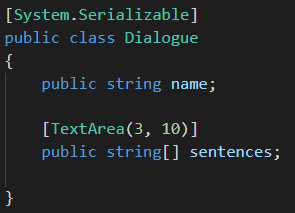 [System.Serializable]
public class Dialogue
{
    public string name;

    [TextArea(3, 10)]
    public string[] sentences;

}